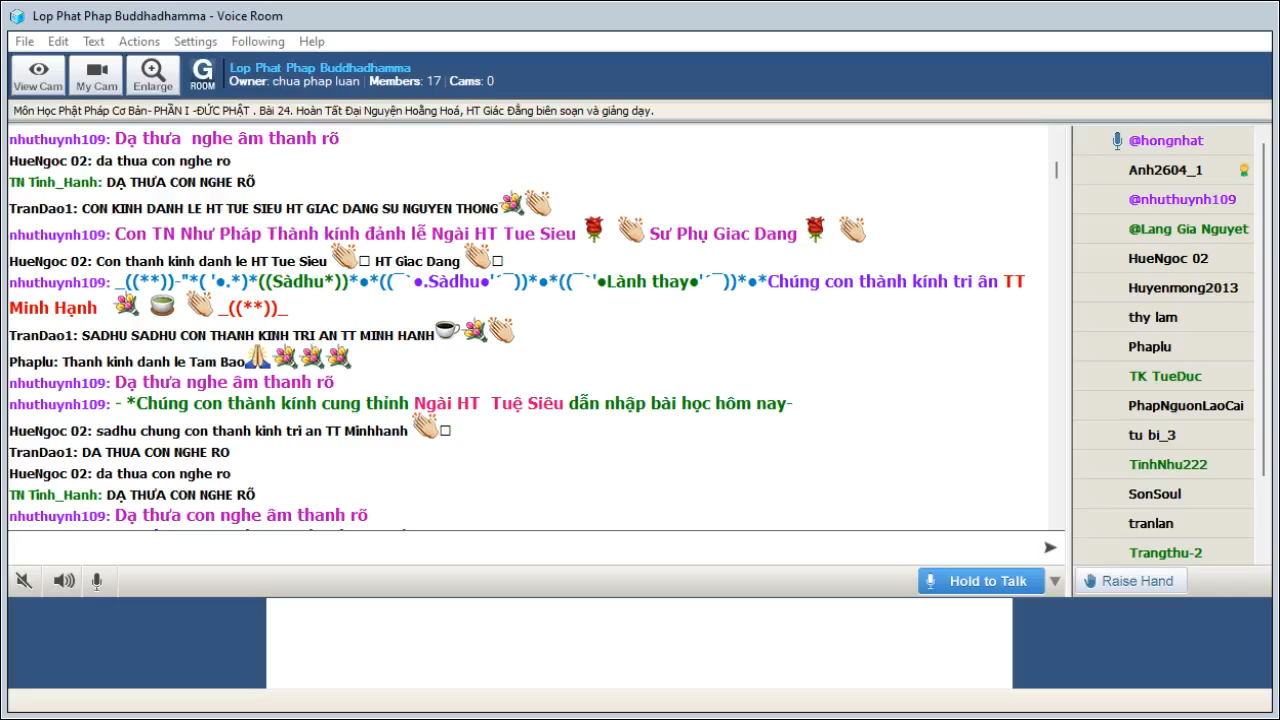 Lop Phat Phap Buddhadhamma - Voice Room
File Edit Text Actions Settings Following Help
View Cam My Cam Enlarge G ROOM
Lop Phat Phap Buddhadhamma
Owner: chua phap luan | Members: 17 | Cams: 0
Môn Học Phật Pháp Cơ Bản- PHẦN I -ĐỨC PHẬT . Bài 24. Hoàn Tất Đại Nguyện Hoằng Hoá, HT Giác Đẳng biên soạn và giảng dạy.
nhuthuynh109: Dạ thưa nghe âm thanh rõ
HueNgoc 02: da thua con nghe ro
TN Tinh_Hanh: DẠ THƯA CON NGHE RÕ
TranDao1: CON KINH DANH LE HT TUE SIEU HT GIAC DANG SU NGUYEN THONG
nhuthuynh109: Con TN Như Pháp Thành kính đảnh lễ Ngài HT Tue Sieu Sư Phụ Giac Dang
HueNgoc 02: Con thanh kinh danh le HT Tue Sieu HT Giac Dang
nhuthuynh109: _((**))-"*( '●.*)*((Sàdhu*))*●*((¯`●.Sàdhu●'´¯))*●*((¯`'●Lành thay●'´¯))*●*Chúng con thành kính tri ân TT
Minh Hạnh _((**))_
TranDao1: SADHU SADHU CON THANH KINH TRI AN TT MINH HANH
Phaplu: Thanh kinh danh le Tam Bao
nhuthuynh109: Dạ thưa nghe âm thanh rõ
nhuthuynh109: - *Chúng con thành kính cung thỉnh Ngài HT Tuệ Siêu dẫn nhập bài học hôm nay-
HueNgoc 02: sadhu chung con thanh kinh tri an TT Minhhanh
TranDao1: DA THUA CON NGHE RO
HueNgoc 02: da thua con nghe ro
TN Tinh_Hanh: DẠ THƯA CON NGHE RÕ
nhuthuynh109: Dạ thưa con nghe âm thanh rõ
@hongnhat
Anh2604_1
@nhuthuynh109
@Lang Gia Nguyet
HueNgoc 02
Huyenmong2013
thy lam
Phaplu
TK TueDuc
PhapNguonLaoCai
tu bi_3
TinhNhu222
SonSoul
tranlan
Trangthu-2
Hold to Talk
Raise Hand